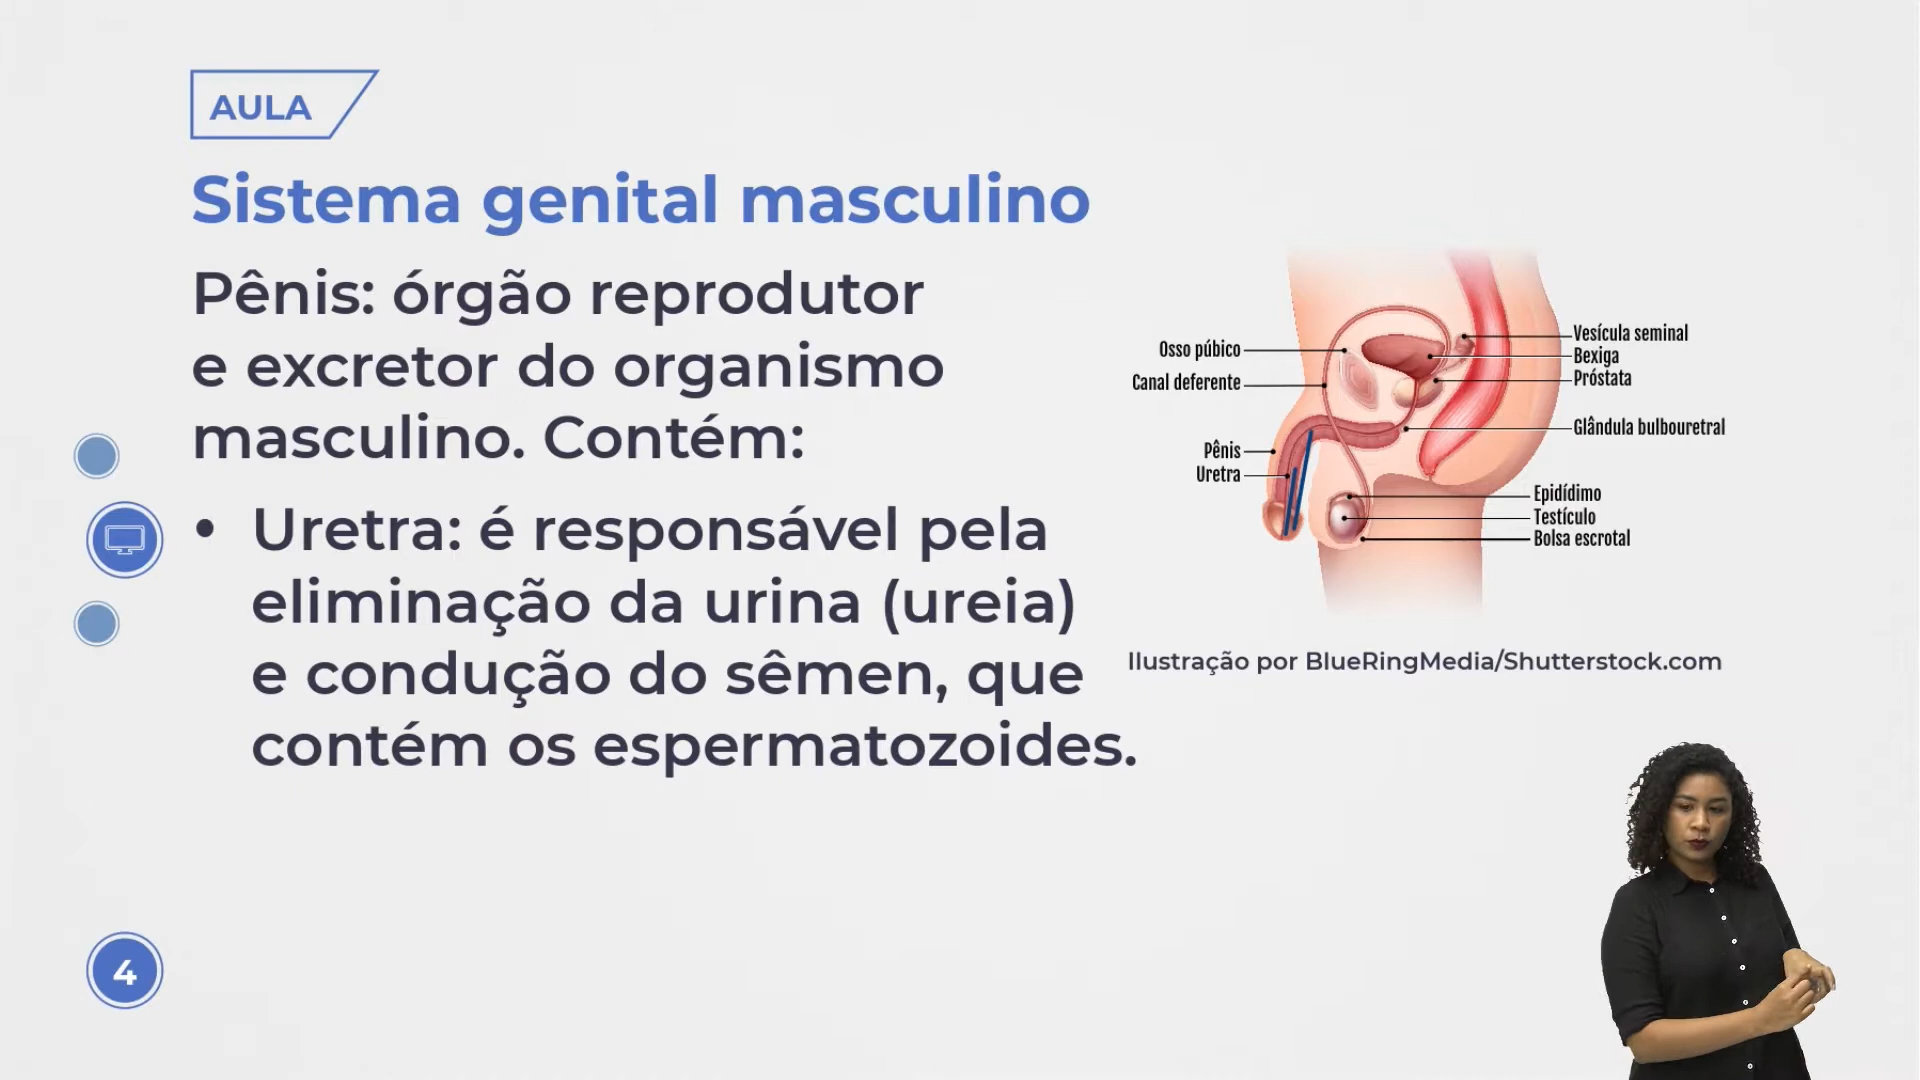 AULA
Sistema genital masculino
Pênis: órgão reprodutor
e excretor do organismo
masculino. Contém:
• Uretra: é responsável pela
eliminação da urina (ureia)
e condução do sêmen, que
contém os espermatozoides.
Osso púbico
Canal deferente
Pênis
Uretra
Vesícula seminal
Bexiga
Próstata
Glândula bulbouretral
Epidídimo
Testículo
Bolsa escrotal
Ilustração por BlueRingMedia/Shutterstock.com
4